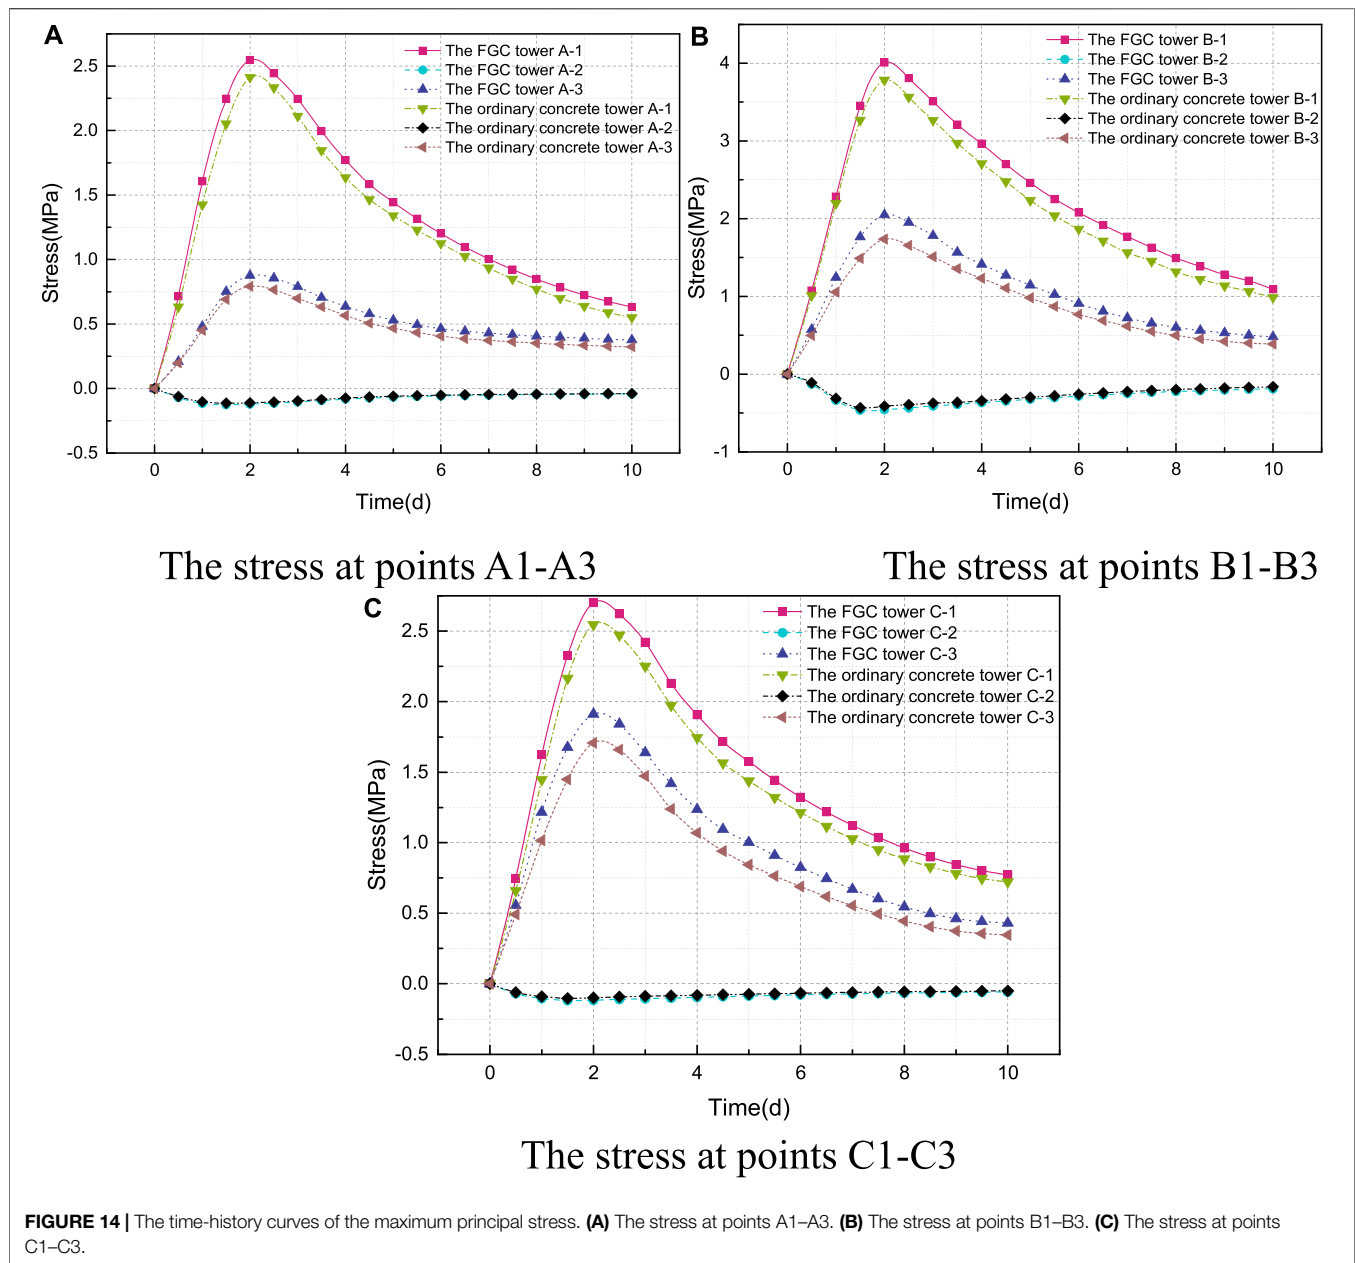 A
The FGC tower A-1
The FGC tower A-2
The FGC tower A-3
The ordinary concrete tower A-1
The ordinary concrete tower A-2
The ordinary concrete tower A-3
2.5
2.0
1.5
1.0
0.5
0.0
-0.5
Stress(MPa)
0 2 4 6 8 10
Time(d)
The stress at points A1-A3
B
The FGC tower B-1
The FGC tower B-2
The FGC tower B-3
The ordinary concrete tower B-1
The ordinary concrete tower B-2
The ordinary concrete tower B-3
4
3
2
1
0
-1
Stress(MPa)
0 2 4 6 8 10
Time(d)
The stress at points B1-B3
C
The FGC tower C-1
The FGC tower C-2
The FGC tower C-3
The ordinary concrete tower C-1
The ordinary concrete tower C-2
The ordinary concrete tower C-3
2.5
2.0
1.5
1.0
0.5
0.0
-0.5
Stress(MPa)
0 2 4 6 8 10
Time(d)
The stress at points C1-C3
FIGURE 14 | The time-history curves of the maximum principal stress. (A) The stress at points A1–A3. (B) The stress at points B1–B3. (C) The stress at points
C1–C3.